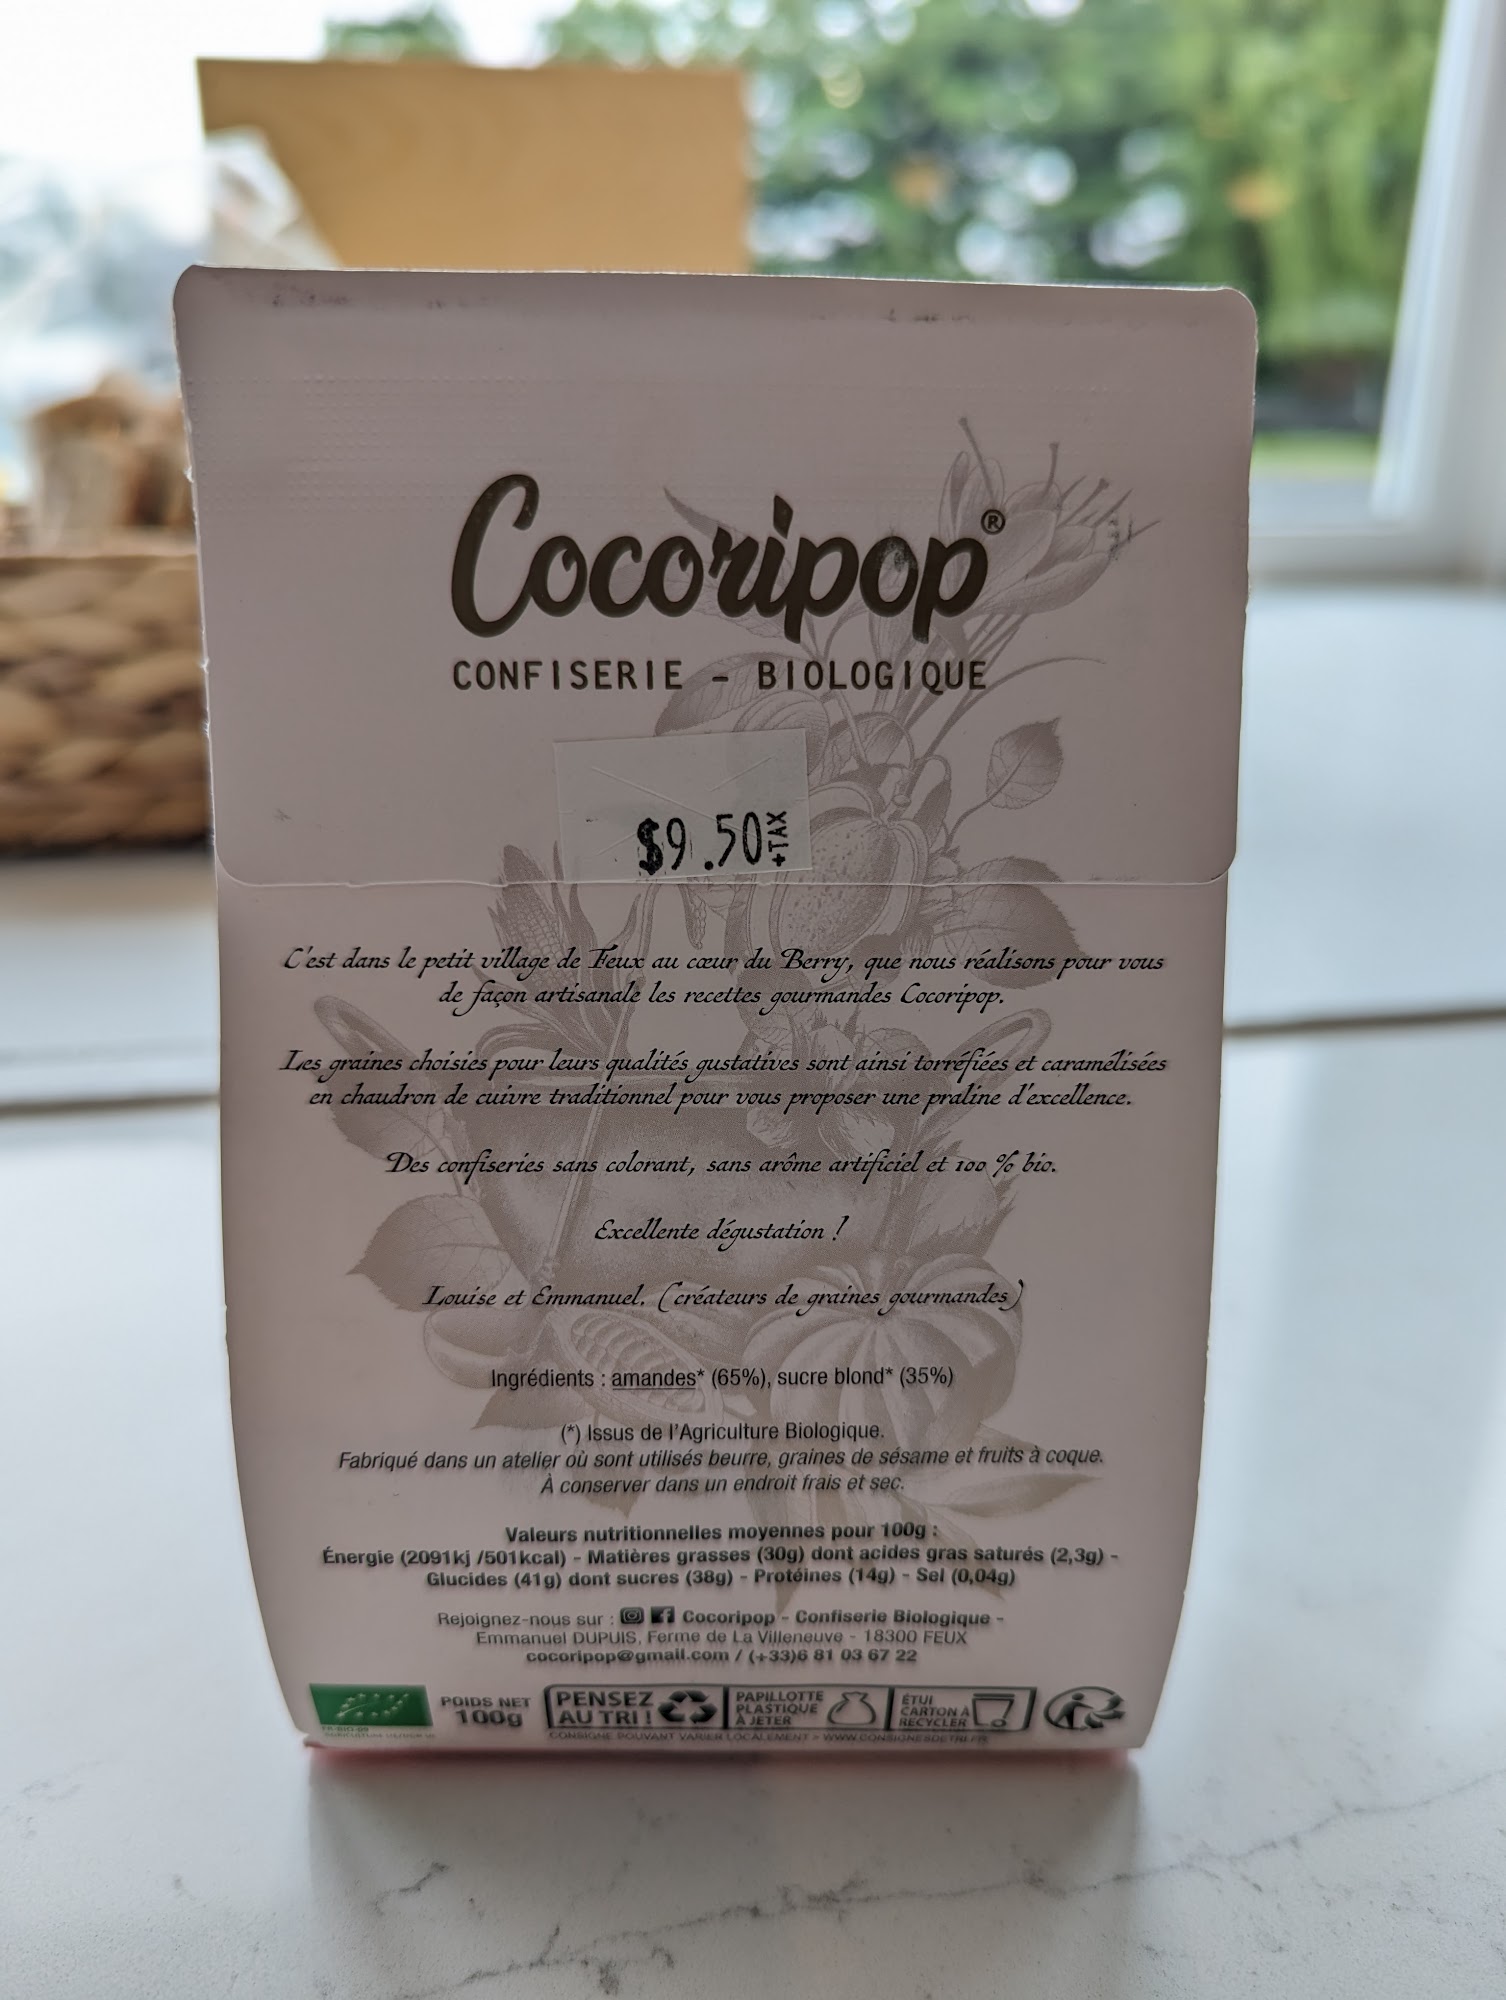 Cocoripop®
CONFISERIE - BIOLOGIQUE
$9.50 +TAX
C'est dans le petit village de Feux au cœur du Berry, que nous réalisons pour vous
de façon artisanale les recettes gourmandes Cocoripop.
Les graines choisies pour leurs qualités gustatives sont ainsi torréfiées et caramélisées
en chaudron de cuivre traditionnel pour vous proposer une praline d'excellence.
Des confiseries sans colorant, sans arôme artificiel et 100 % bio.
Excellente dégustation !
Louise et Emmanuel. (créateurs de graines gourmandes)
Ingrédients : amandes* (65%), sucre blond* (35%)
(*) Issus de l'Agriculture Biologique.
Fabriqué dans un atelier où sont utilisés beurre, graines de sésame et fruits à coque.
À conserver dans un endroit frais et sec.
Valeurs nutritionnelles moyennes pour 100g :
Énergie (2091kj /501kcal) - Matières grasses (30g) dont acides gras saturés (2,3g) -
Glucides (41g) dont sucres (38g) - Protéines (14g) - Sel (0,04g)
Rejoignez-nous sur : Cocoripop - Confiserie Biologique -
Emmanuel DUPUIS, Ferme de La Villeneuve - 18300 FEUX
cocoripop@gmail.com / (+33)6 81 03 67 22
POIDS NET
100g
PENSEZ
AU TRI !
PAPILLOTTE
PLASTIQUE
À JETER
ÉTUI
CARTON À
RECYCLER
CONSIGNE POUVANT VARIER LOCALEMENT > WWW.CONSIGNESDETRI.FR